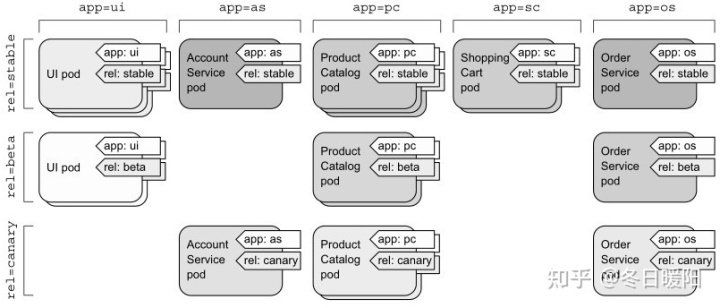 app=ui app=as app=pc app=sc app=os
rel=stable
UI pod
app: ui
rel: stable
Account
Service
pod
app: as
rel: stable
Product
Catalog
pod
app: pc
rel: stable
Shopping
Cart
pod
app: sc
rel: stable
Order
Service
pod
app: os
rel: stable
rel=beta
UI pod
app: ui
rel: beta
Product
Catalog
pod
app: pc
rel: beta
Order
Service
pod
app: os
rel: beta
rel=canary
Account
Service
pod
app: as
rel: canary
Product
Catalog
pod
app: pc
rel: canary
Order
Service
pod
app: os
rel: canary
知乎 @冬日暖阳